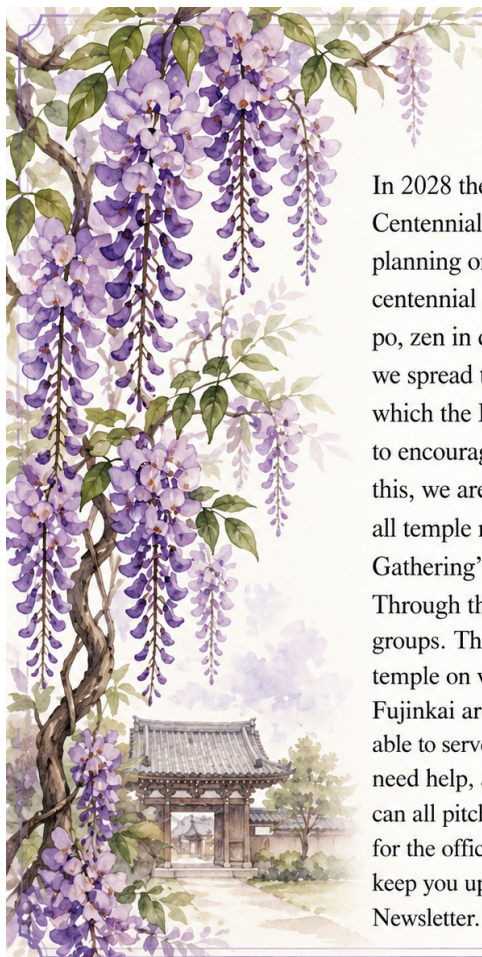 In 2028 the
Centennial
planning
centennial
po, zen in
we spread
which the
to encourag
this, we are
all temple
Gathering'
Through th
groups. Th
temple on
Fujinkai ar
able to serve
need help,
can all pitch
for the offic
keep you up
Newsletter.